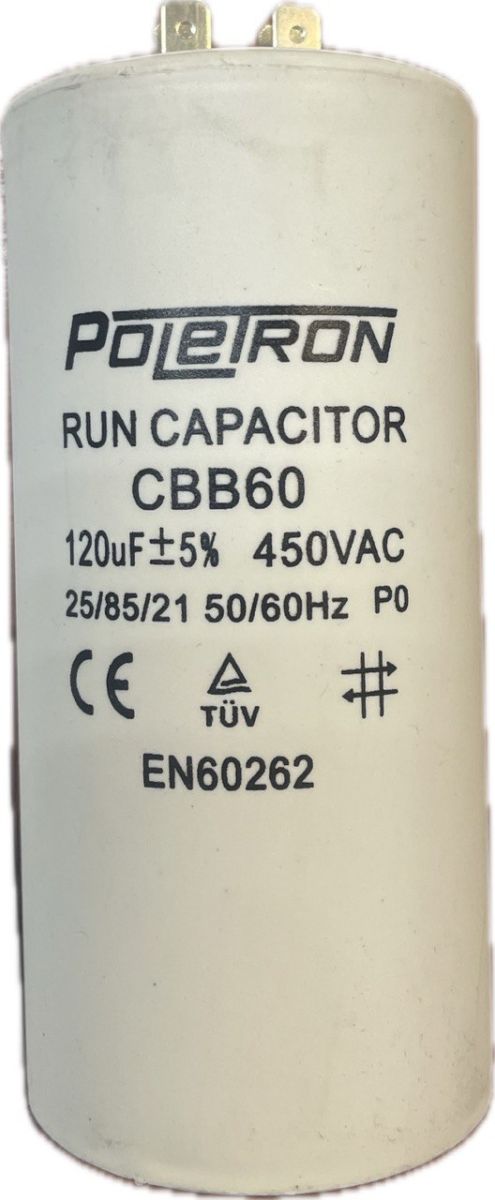 POLETRON
RUN CAPACITOR
CBB60
120uF±5% 450VAC
25/85/21 50/60Hz P0
CE TÜV
EN60262